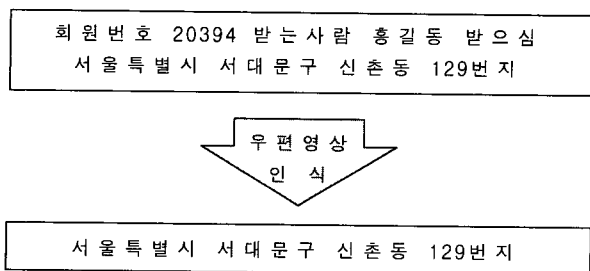 회원번호 20394 받는사람 홍길동 받으심
서울특별시 서대문구 신촌동 129번지
우편영상
인식
서울특별시 서대문구 신촌동 129번지